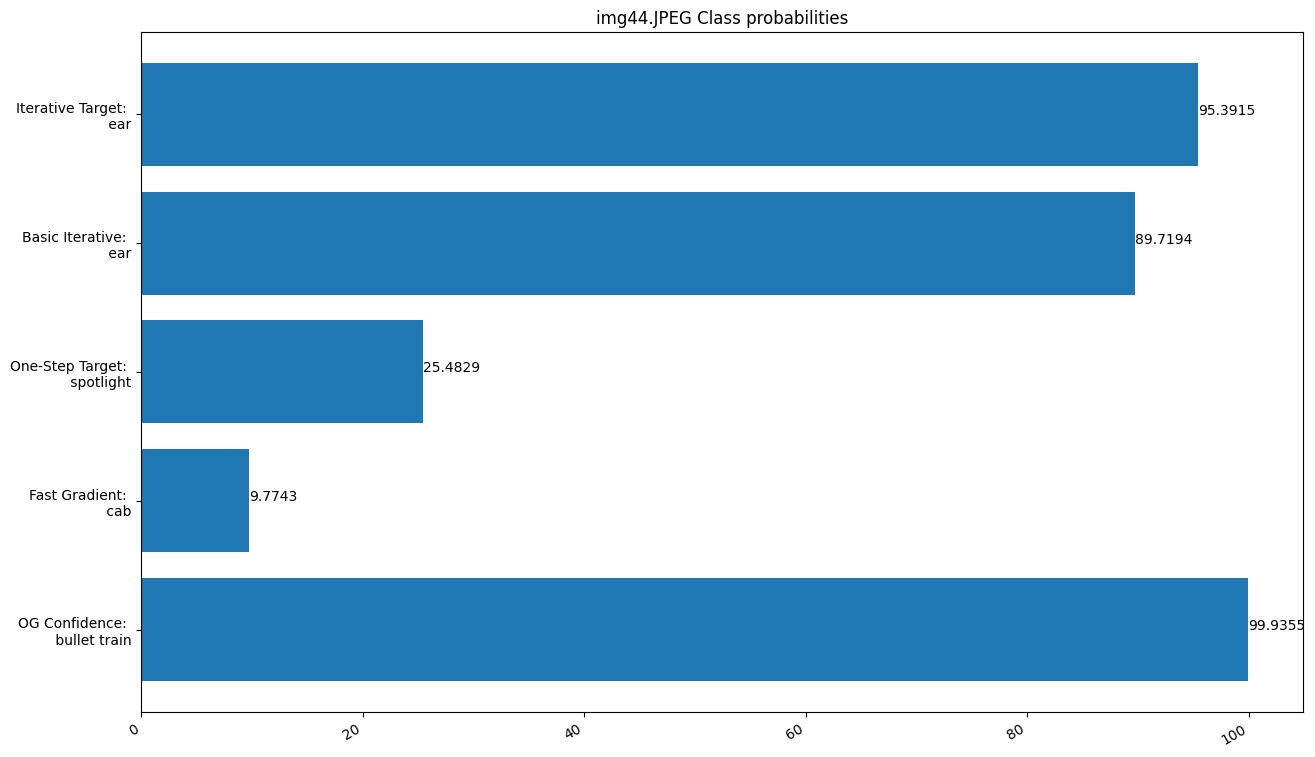 img44.JPEG Class probabilities
Iterative Target:
ear
95.3915
Basic Iterative:
ear
89.7194
One-Step Target:
spotlight
25.4829
Fast Gradient:
cab
9.7743
OG Confidence:
bullet train
99.9355
0
20
40
60
80
100